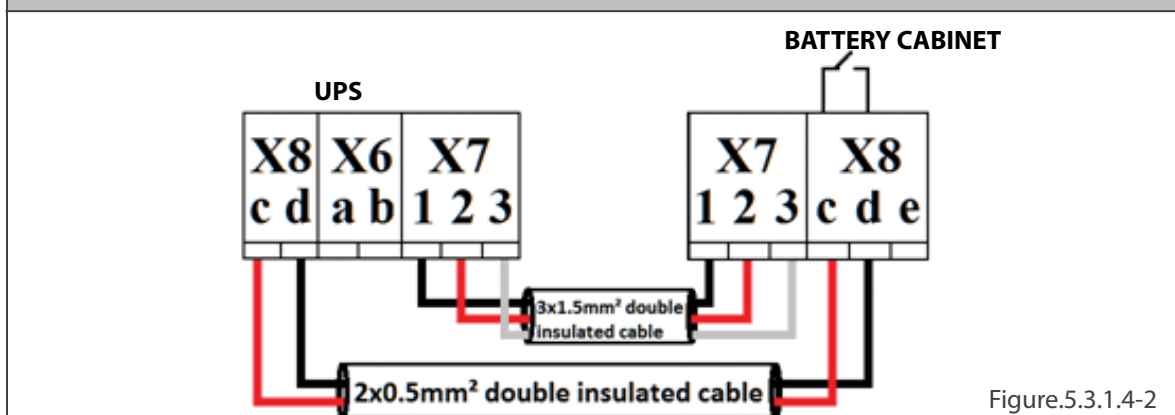 BATTERY CABINET
UPS
X8 X6 X7
c d a b 1 2 3
X7 X8
1 2 3 c d e
3x1.5mm² double
insulated cable
2x0.5mm² double insulated cable
Figure.5.3.1.4-2